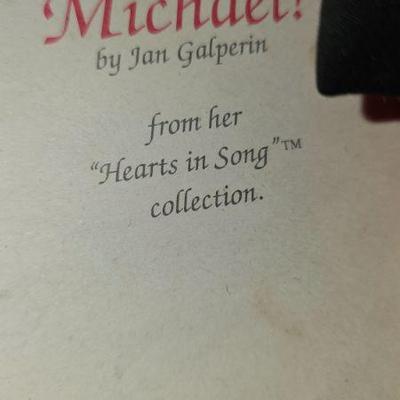 Michael!
by Jan Galperin
from her
"Hearts in Song"™
collection.